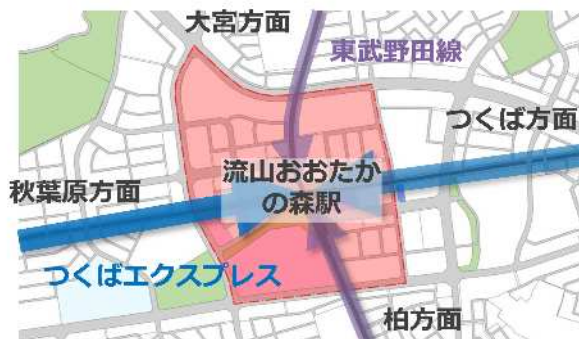 大宮方面
東武野田線
つくば方面
流山おおたか
の森駅
秋葉原方面
つくばエクスプレス
柏方面